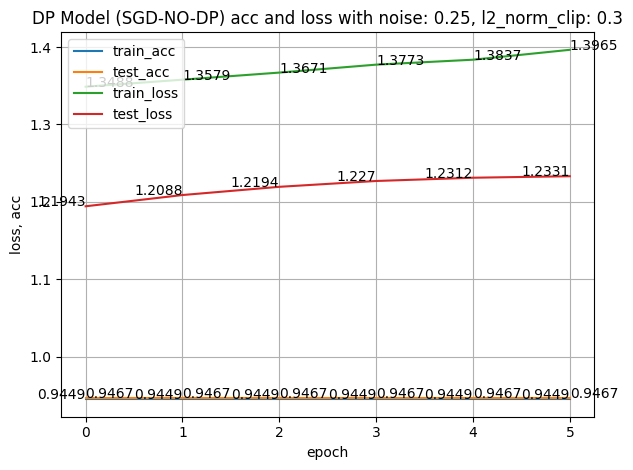 DP Model (SGD-NO-DP) acc and loss with noise: 0.25, l2_norm_clip: 0.3
train_acc
test_acc
train_loss
test_loss
1.3488 1.3579 1.3671 1.3773 1.3837 1.3965
1.1943 1.2088 1.2194 1.227 1.2312 1.2331
0.9449 0.9467 0.9449 0.9467 0.9449 0.9467 0.9449 0.9467 0.9449 0.9467 0.9449 0.9467
loss, acc
1.4
1.3
1.2
1.1
1.0
0 1 2 3 4 5
epoch